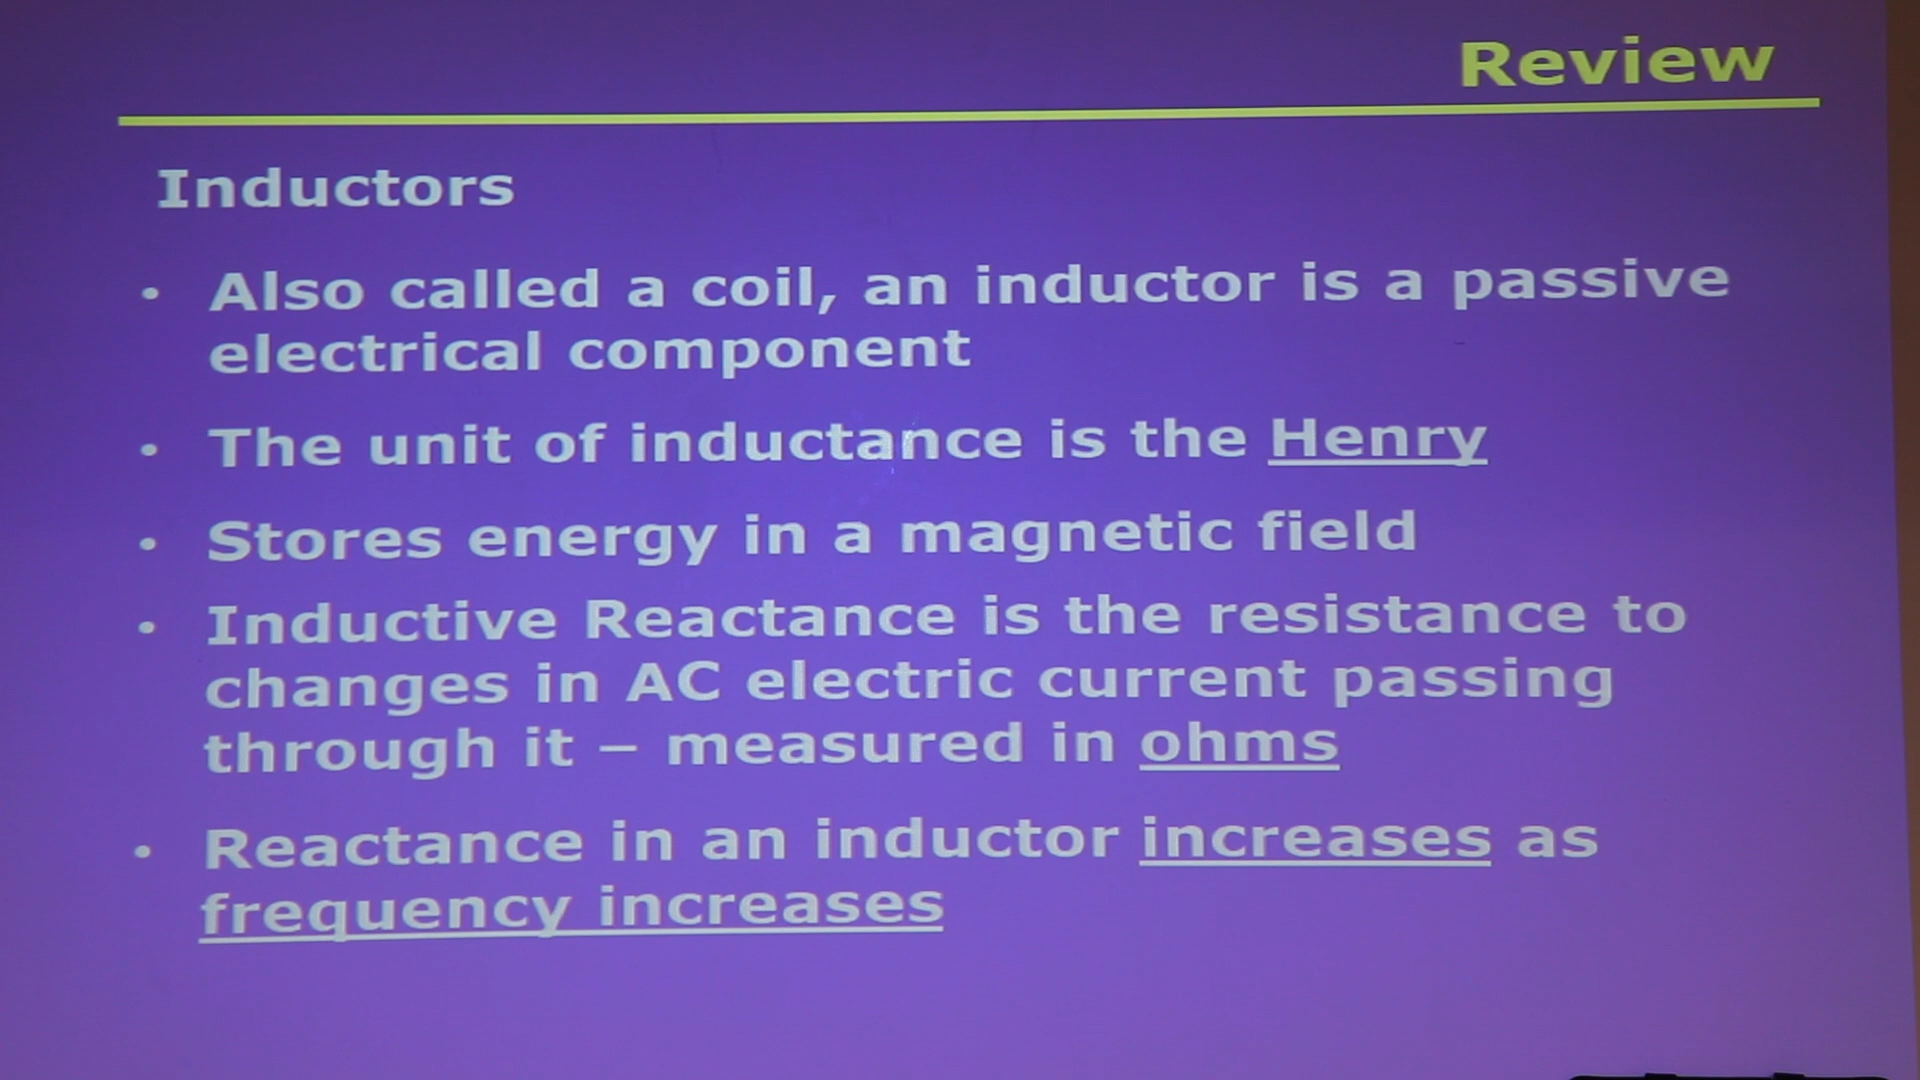 Review
Inductors
• Also called a coil, an inductor is a passive
electrical component
• The unit of inductance is the Henry
• Stores energy in a magnetic field
• Inductive Reactance is the resistance to
changes in AC electric current passing
through it – measured in ohms
• Reactance in an inductor increases as
frequency increases